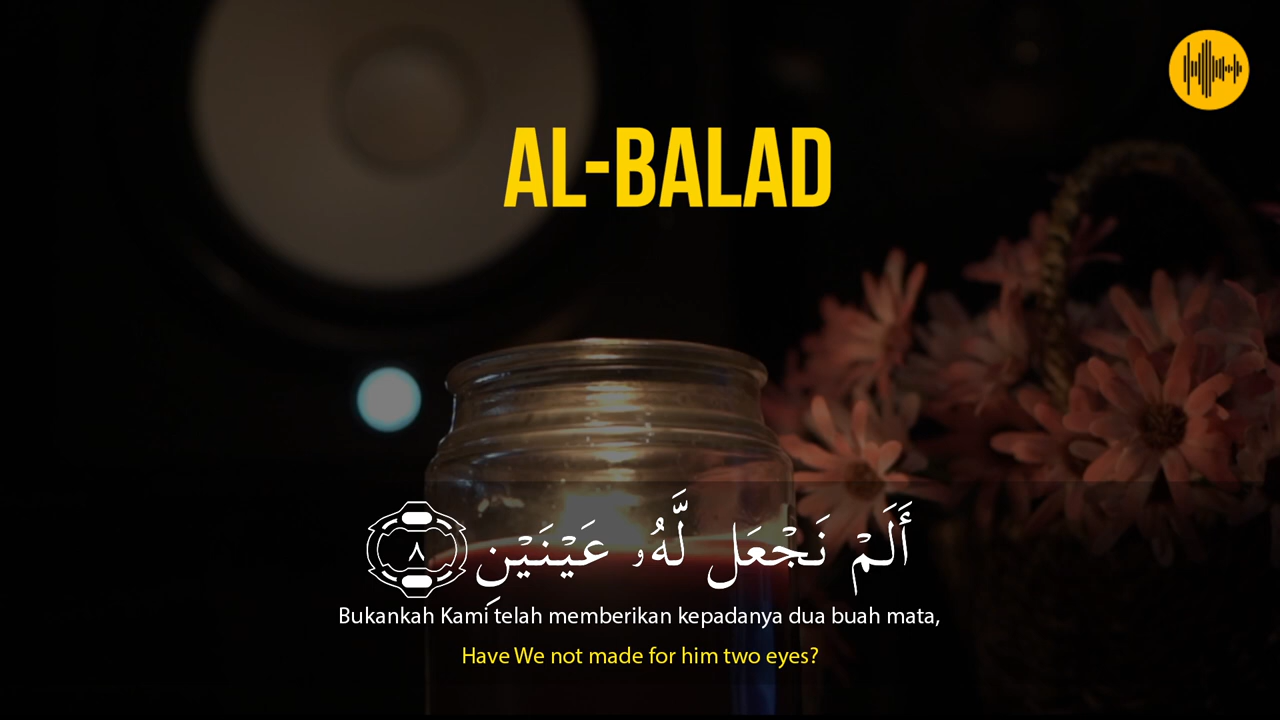 AL-BALAD
أَلَمْ نَجْعَل لَّهُۥ عَيْنَيْنِ ٨
Bukankah Kami telah memberikan kepadanya dua buah mata,
Have We not made for him two eyes?